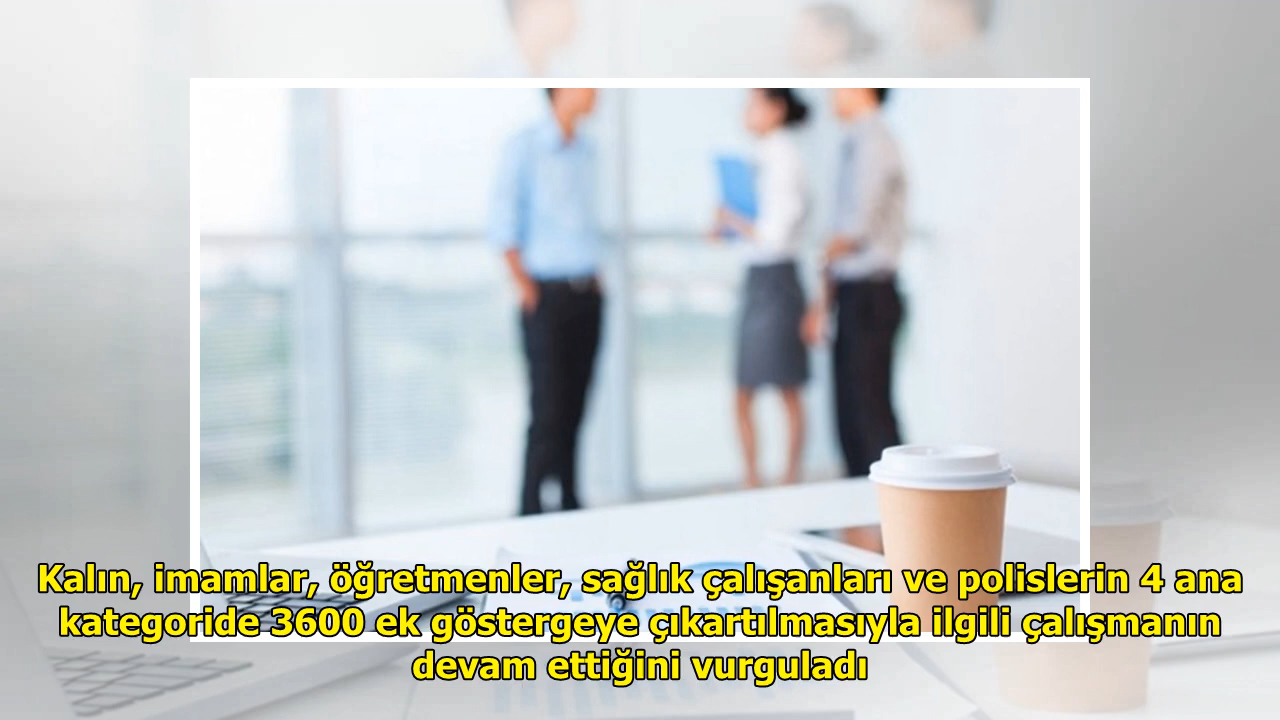 Kalın, imamlar, öğretmenler, sağlık çalışanları ve polislerin 4 ana
kategoride 3600 ek göstergeye çıkartılmasıyla ilgili çalışmanın
devam ettiğini vurguladı